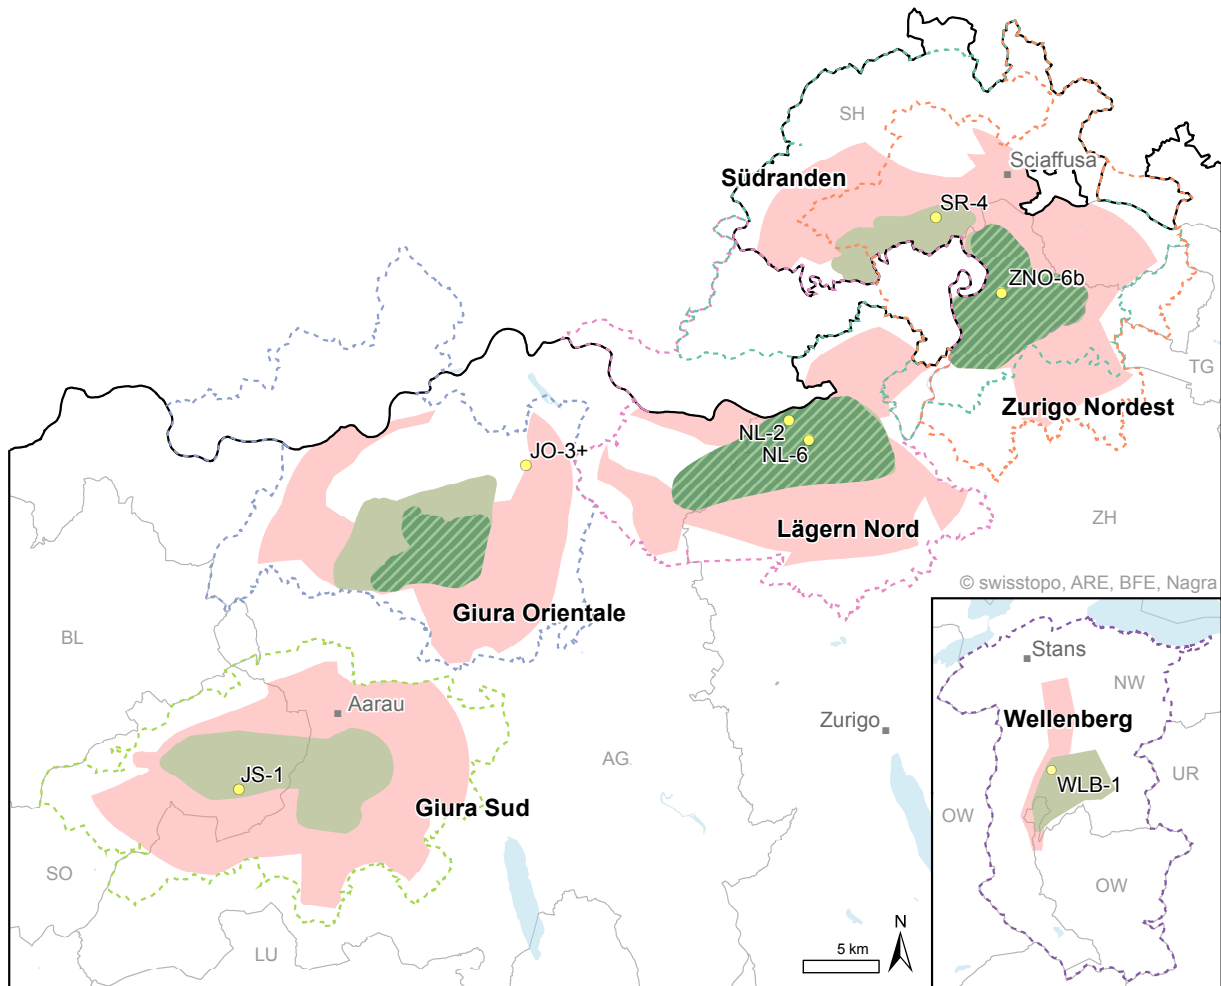 SH
Sciaffusa
Südranden
SR-4
ZNO-6b
TG
Zurigo Nordest
NL-2
NL-6
JO-3+
Lägern Nord
ZH
© swisstopo, ARE, BFE, Nagra
Giura Orientale
BL
Stans
NW
Aarau
Wellenberg
Zurigo
AG
JS-1
UR
WLB-1
Giura Sud
OW
SO
OW
LU
5 km
N